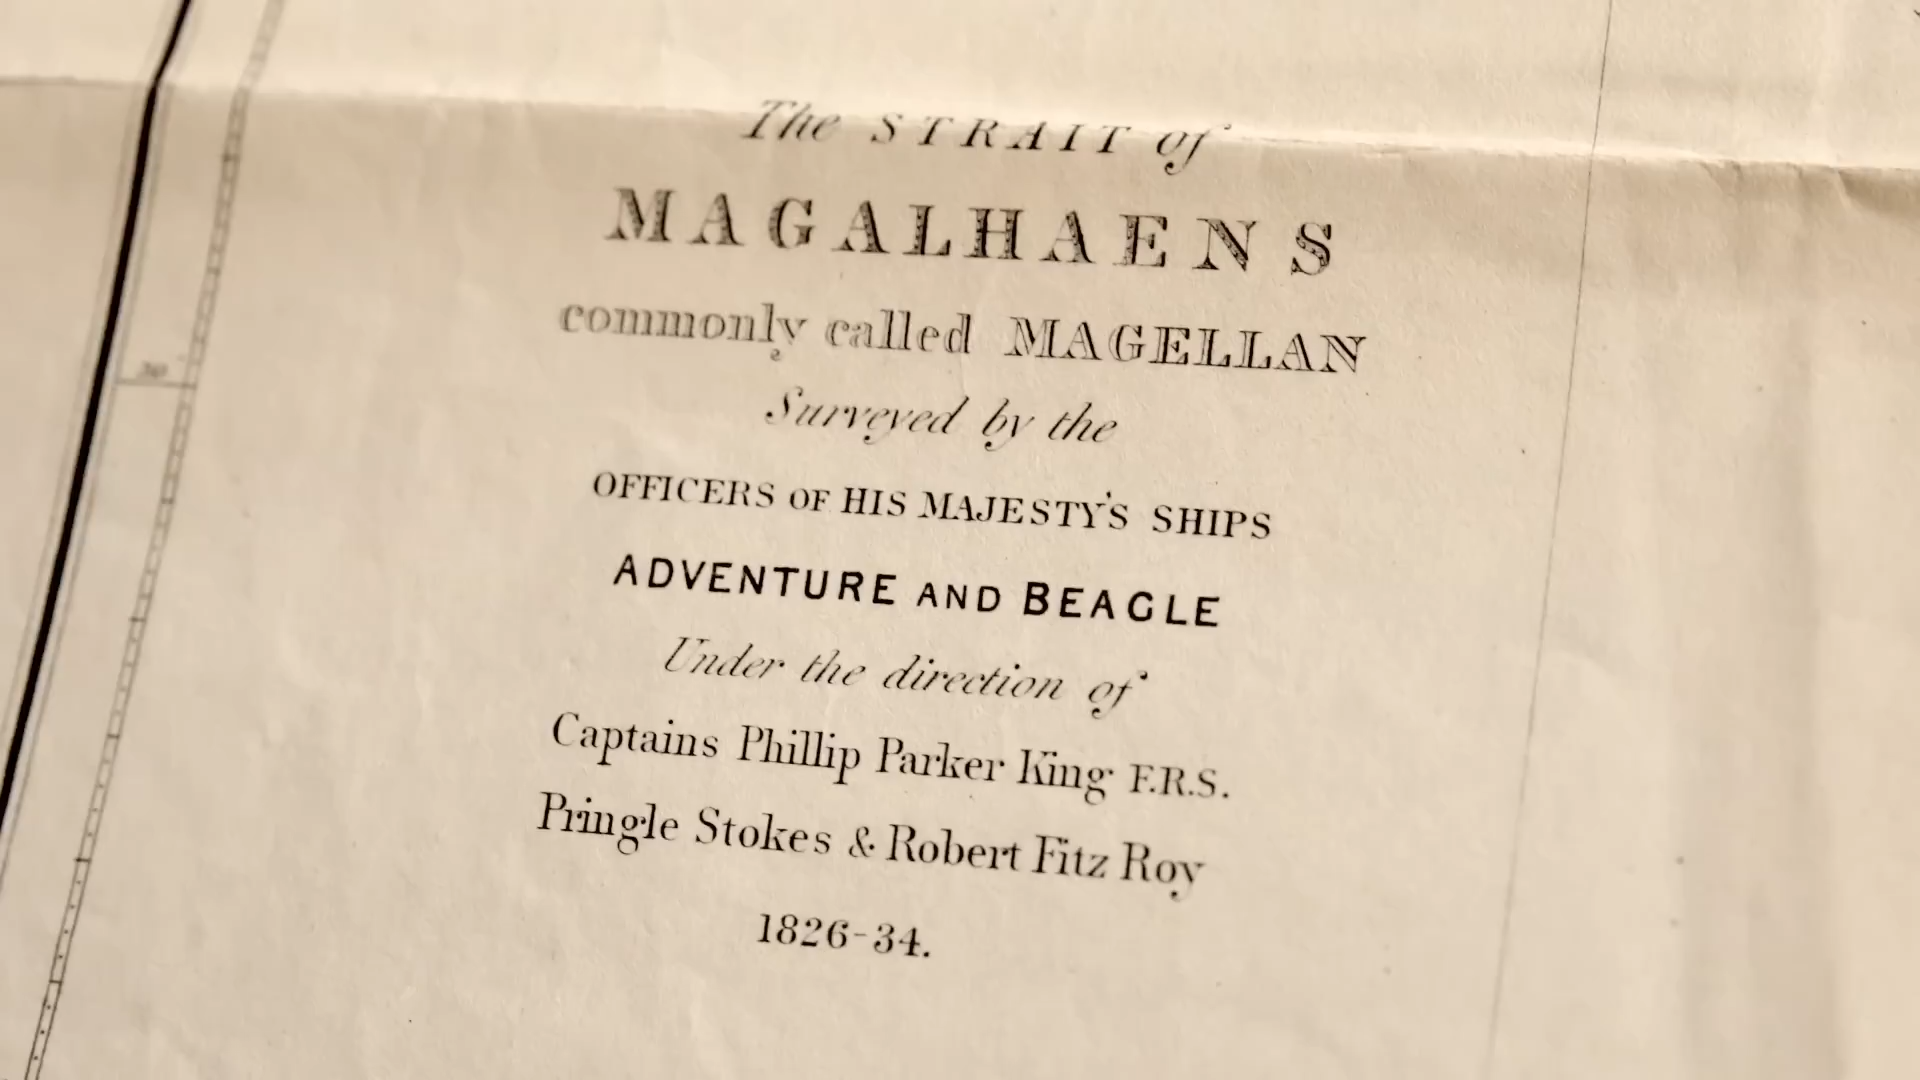 The STRAIT of
MAGALHAENS
commonly called MAGELLAN
Surveyed by the
OFFICERS OF HIS MAJESTY'S SHIPS
ADVENTURE AND BEAGLE
Under the direction of
Captains Phillip Parker King F.R.S.
Pringle Stokes & Robert Fitz Roy
1826-34.